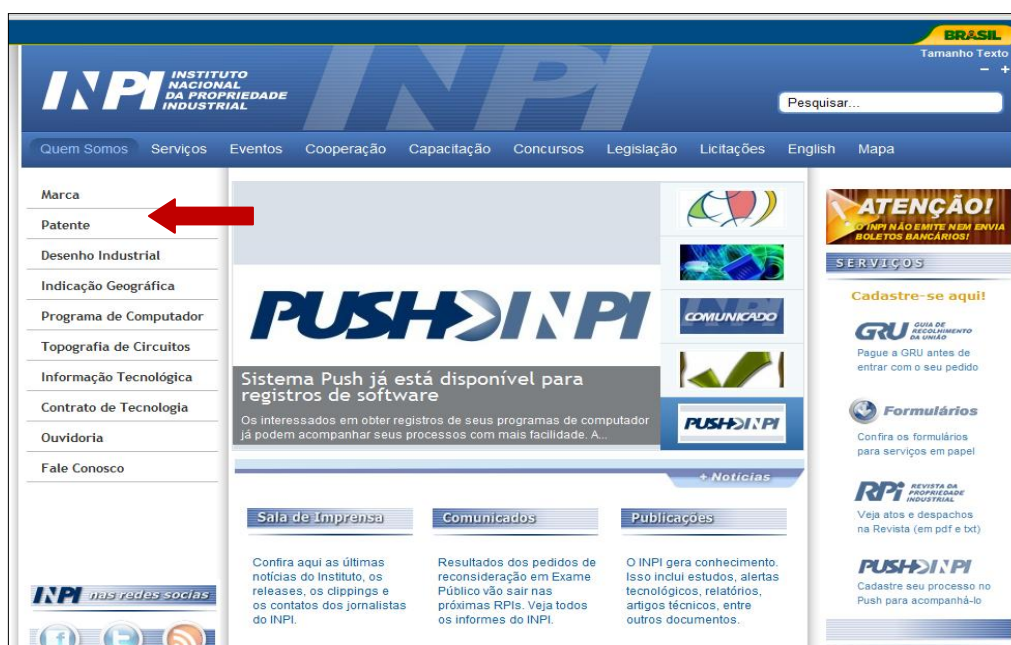 BRASIL
Tamanho Texto
- +
INPI INSTITUTO
NACIONAL
DA PROPRIEDADE
INDUSTRIAL
INPI
Pesquisar...
Quem Somos Serviços Eventos Cooperação Capacitação Concursos Legislação Licitações English Mapa
Marca
Patente
Desenho Industrial
Indicação Geográfica
Programa de Computador
Topografia de Circuitos
Informação Tecnológica
Contrato de Tecnologia
Ouvidoria
Fale Conosco
INPI nas redes socias
PUSH INPI
Sistema Push já está disponível para
registros de software
Os interessados em obter registros de seus programas de computador
já podem acompanhar seus processos com mais facilidade. A...
COMUNICADO
PUSH INPI
+ Notícias
Sala de Imprensa
Confira aqui as últimas
notícias do Instituto, os
releases, os clippings e
os contatos dos jornalistas
do INPI.
Comunicados
Resultados dos pedidos de
reconsideração em Exame
Público vão sair nas
próximas RPIs. Veja todos
os informes do INPI.
Publicações
O INPI gera conhecimento.
Isso inclui estudos, alertas
tecnológicos, relatórios,
artigos técnicos, entre
outros documentos.
ATENÇÃO!
O INPI NÃO EMITE NEM ENVIA
BOLETOS BANCÁRIOS!
SERVIÇOS
Cadastre-se aqui!
GRU GUIA DE
RECOLHIMENTO
DA UNIÃO
Pague a GRU antes de
entrar com o seu pedido
Formulários
Confira os formulários
para serviços em papel
RPi REVISTA DA
PROPRIEDADE
INDUSTRIAL
Veja atos e despachos
na Revista (em pdf e txt)
PUSH INPI
Cadastre seu processo no
Push para acompanhá-lo